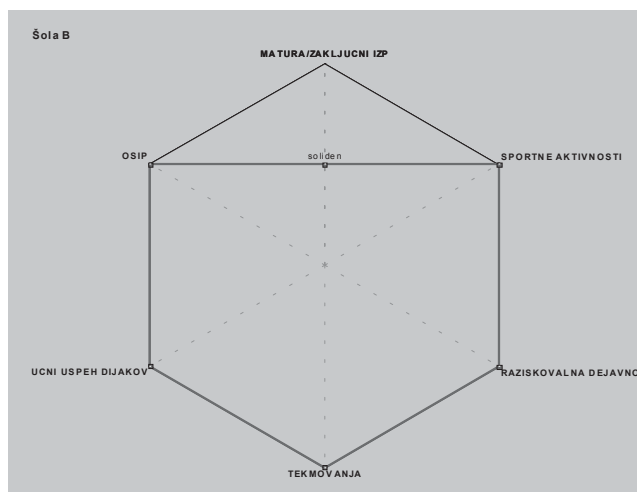 Šola B
MATURA/ZAKLJUCNI IZP
OSIP
soliden
SPORTNE AKTIVNOSTI
UCNI USPEH DIJAKOV
RAZISKOVALNA DEJAVNO
TEKMOVANJA